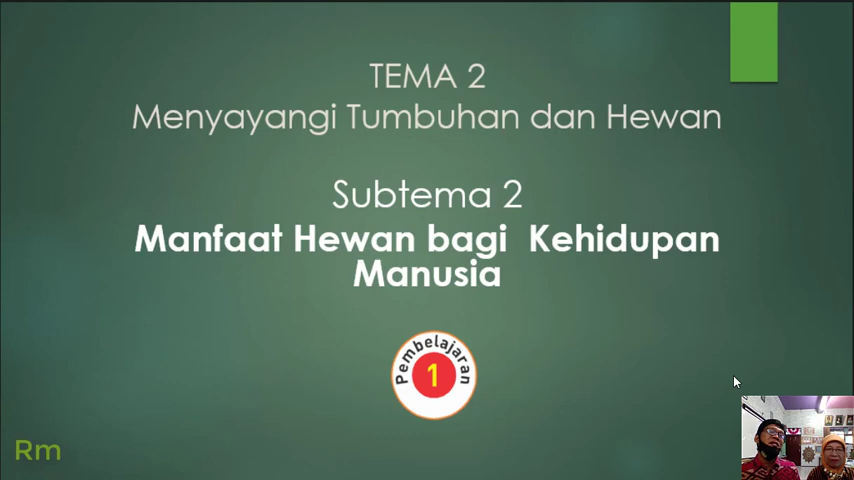 TEMA 2
Menyayangi Tumbuhan dan Hewan
Subtema 2
Manfaat Hewan bagi Kehidupan
Manusia
Pembelajaran
1
Rm